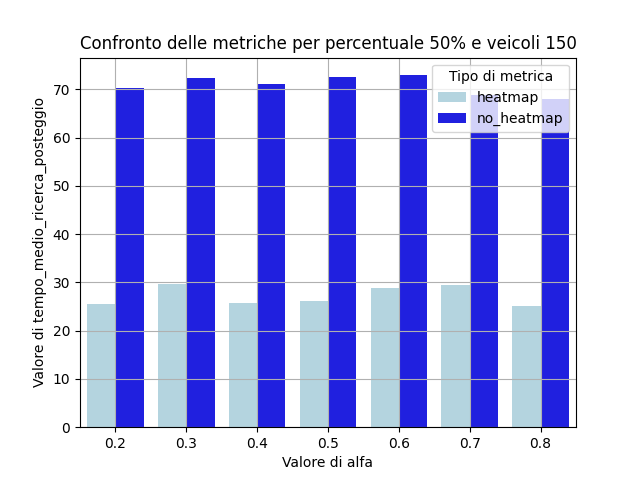 Confronto delle metriche per percentuale 50% e veicoli 150
Valore di tempo_medio_ricerca_posteggio
70
60
50
40
30
20
10
0
Tipo di metrica
heatmap
no_heatmap
0.2 0.3 0.4 0.5 0.6 0.7 0.8
Valore di alfa